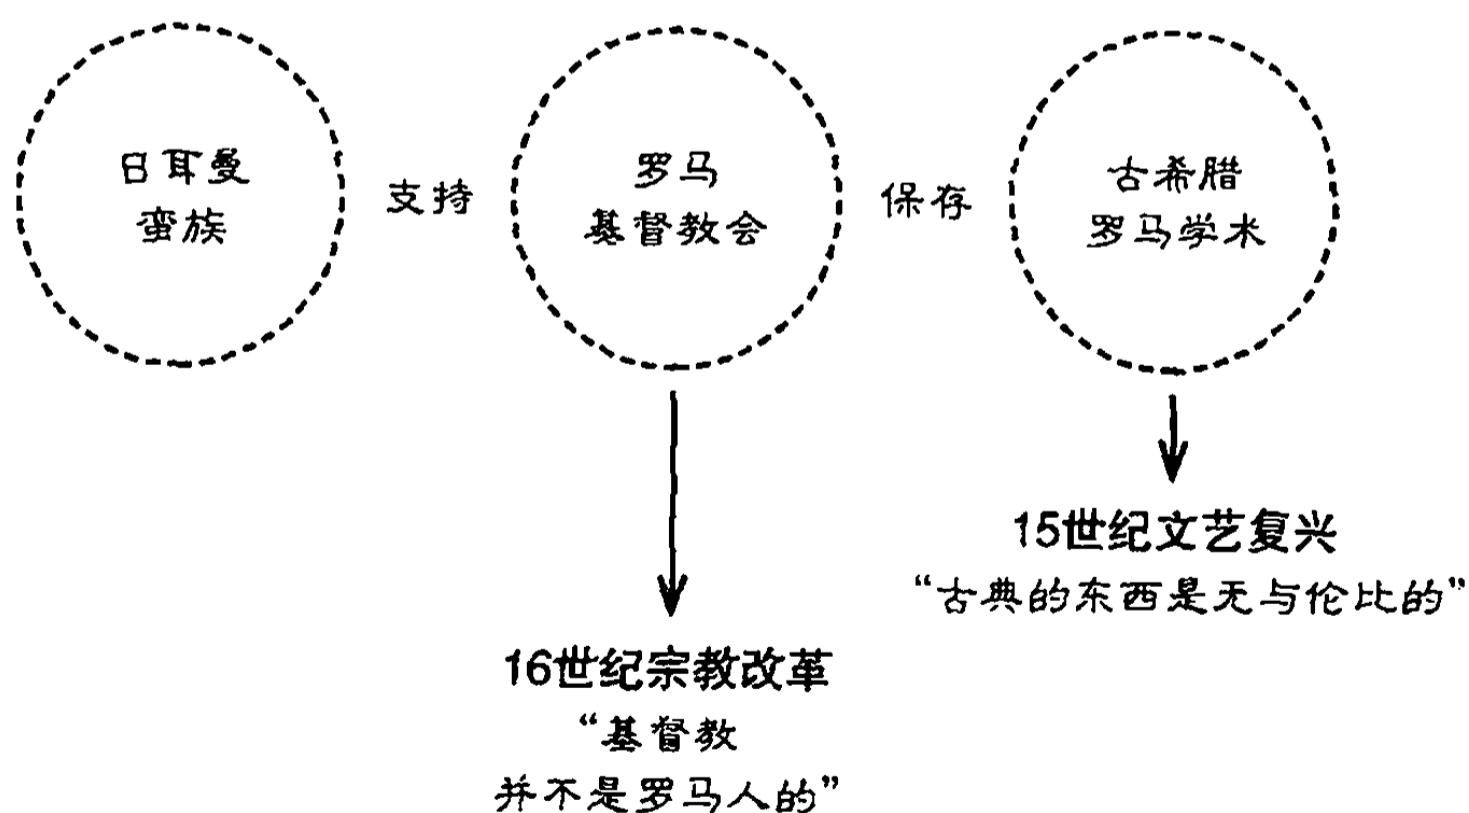 日耳曼
蛮族
支持
罗马
基督教会
保存
古希腊
罗马学术
15世纪文艺复兴
“古典的东西是无与伦比的”
16世纪宗教改革
“基督教
并不是罗马人的”